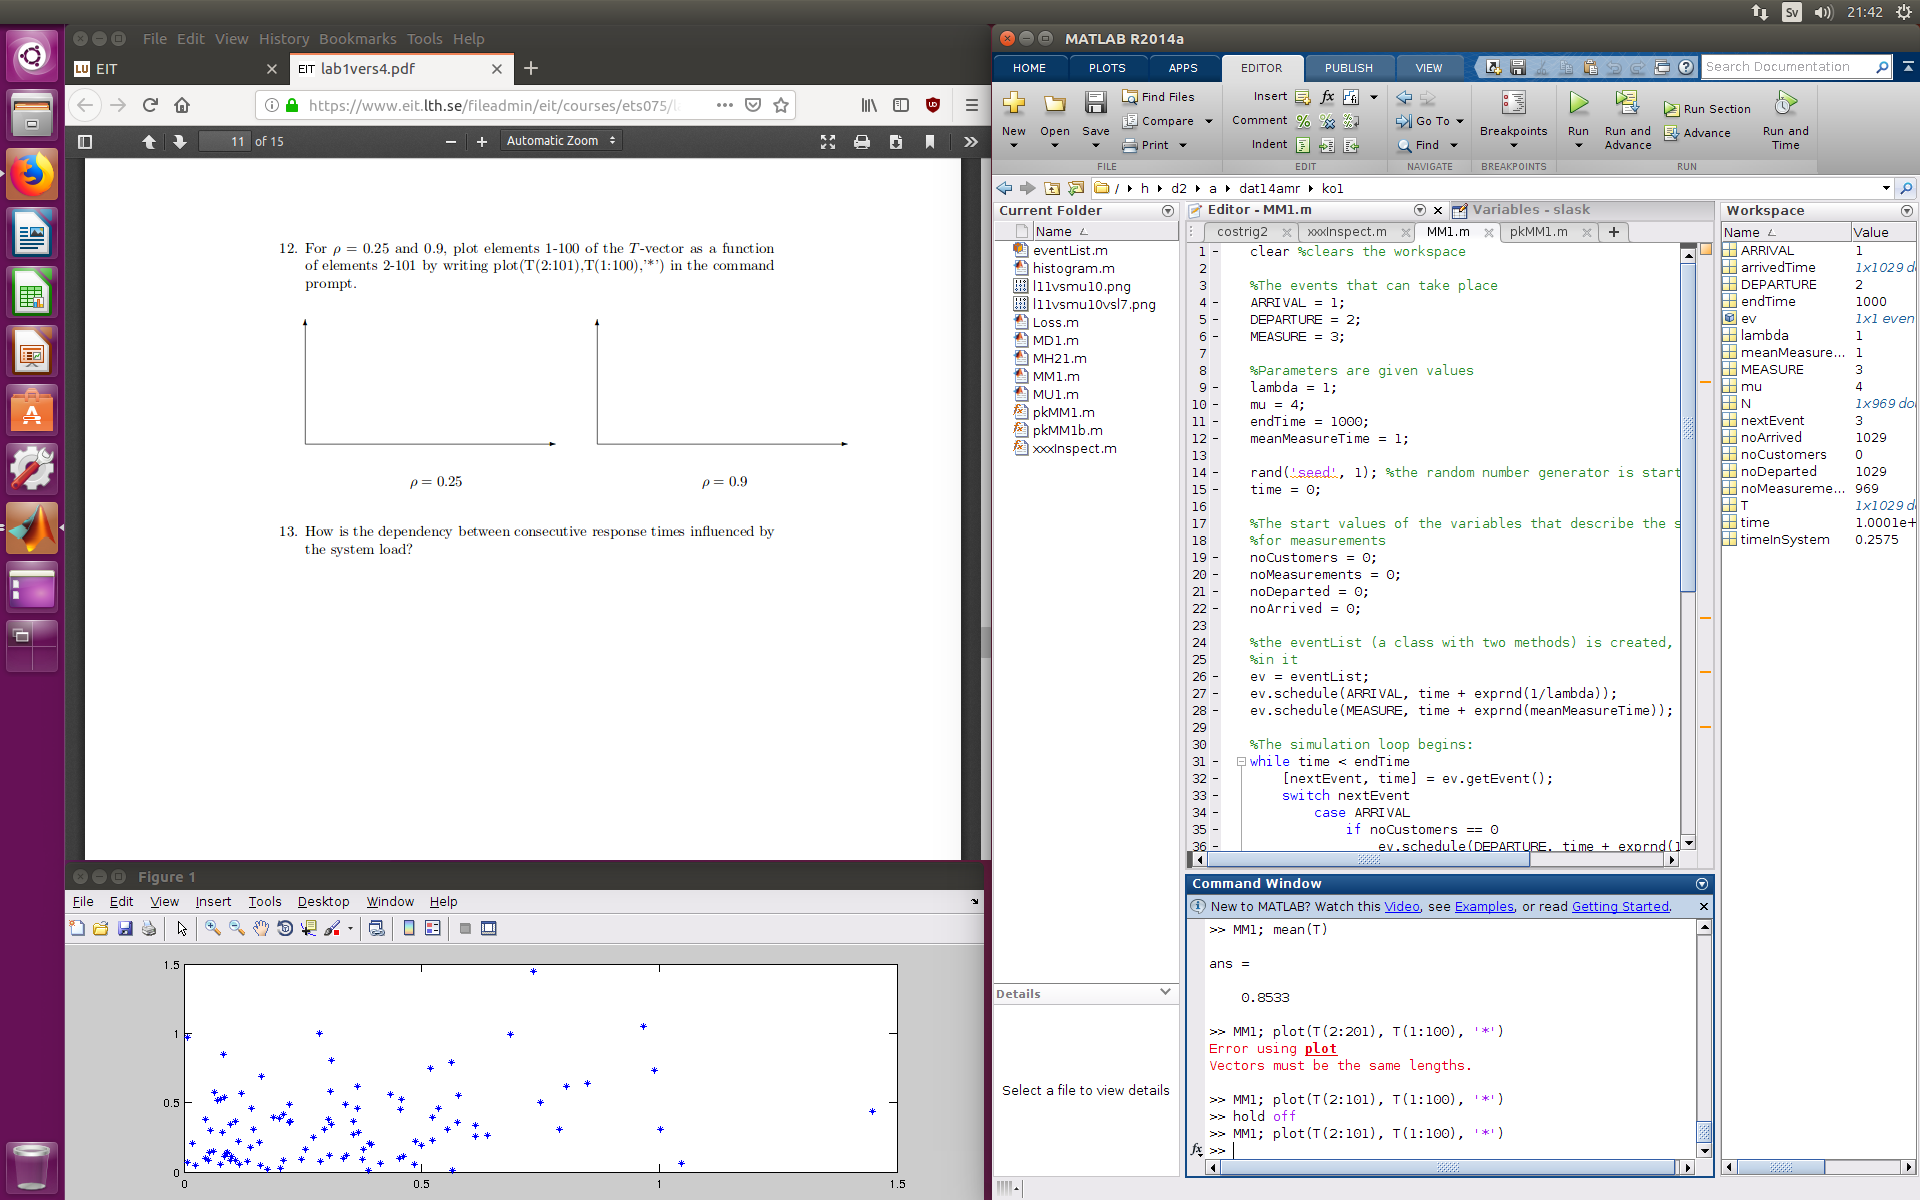 Sv
21:42
File Edit View History Bookmarks Tools Help
LU EIT
EIT lab1vers4.pdf
https://www.eit.lth.se/fileadmin/eit/courses/ets075/
11 of 15
Automatic Zoom
12. For ρ = 0.25 and 0.9, plot elements 1-100 of the T-vector as a function
of elements 2-101 by writing plot(T(2:101),T(1:100),'*') in the command
prompt.
ρ = 0.25
ρ = 0.9
13. How is the dependency between consecutive response times influenced by
the system load?
Figure 1
File Edit View Insert Tools Desktop Window Help
1.5
1
0.5
0
0 0.5 1 1.5
MATLAB R2014a
HOME PLOTS APPS EDITOR PUBLISH VIEW
Search Documentation
New Open Save
Find Files
Compare
Print
FILE
Insert
Comment
Indent
EDIT
Go To
Find
NAVIGATE
Breakpoints
BREAKPOINTS
Run
Run and
Advance
Run Section
Advance
Run and
Time
RUN
/ h d2 a dat14amr ko1
Current Folder
Name
eventList.m
histogram.m
l11vsmu10.png
l11vsmu10vsl7.png
Loss.m
MD1.m
MH21.m
MM1.m
MU1.m
pkMM1.m
pkMM1b.m
xxxInspect.m
Details
Select a file to view details
Editor - MM1.m
Variables - slask
costrig2 xxxInspect.m MM1.m pkMM1.m
1 clear %clears the workspace
2
3 %The events that can take place
4 ARRIVAL = 1;
5 DEPARTURE = 2;
6 MEASURE = 3;
7
8 %Parameters are given values
9 lambda = 1;
10 mu = 4;
11 endTime = 1000;
12 meanMeasureTime = 1;
13
14 rand('seed', 1); %the random number generator is start
15 time = 0;
16
17 %The start values of the variables that describe the s
18 %for measurements
19 noCustomers = 0;
20 noMeasurements = 0;
21 noDeparted = 0;
22 noArrived = 0;
23
24 %the eventList (a class with two methods) is created,
25 %in it
26 ev = eventList;
27 ev.schedule(ARRIVAL, time + exprnd(1/lambda));
28 ev.schedule(MEASURE, time + exprnd(meanMeasureTime));
29
30 %The simulation loop begins:
31 while time < endTime
32 [nextEvent, time] = ev.getEvent();
33 switch nextEvent
34 case ARRIVAL
35 if noCustomers == 0
36 ev.schedule(DEPARTURE, time + exprnd(1
Command Window
New to MATLAB? Watch this Video, see Examples, or read Getting Started.
>> MM1; mean(T)
ans =
0.8533
>> MM1; plot(T(2:201), T(1:100), '*')
Error using plot
Vectors must be the same lengths.
>> MM1; plot(T(2:101), T(1:100), '*')
>> hold off
>> MM1; plot(T(2:101), T(1:100), '*')
fx >>
Workspace
Name Value
ARRIVAL 1
arrivedTime 1x1029 do
DEPARTURE 2
endTime 1000
ev 1x1 even
lambda 1
meanMeasure... 1
MEASURE 3
mu 4
N 1x969 dou
nextEvent 3
noArrived 1029
noCustomers 0
noDeparted 1029
noMeasureme... 969
T 1x1029 do
time 1.0001e+
timeInSystem 0.2575